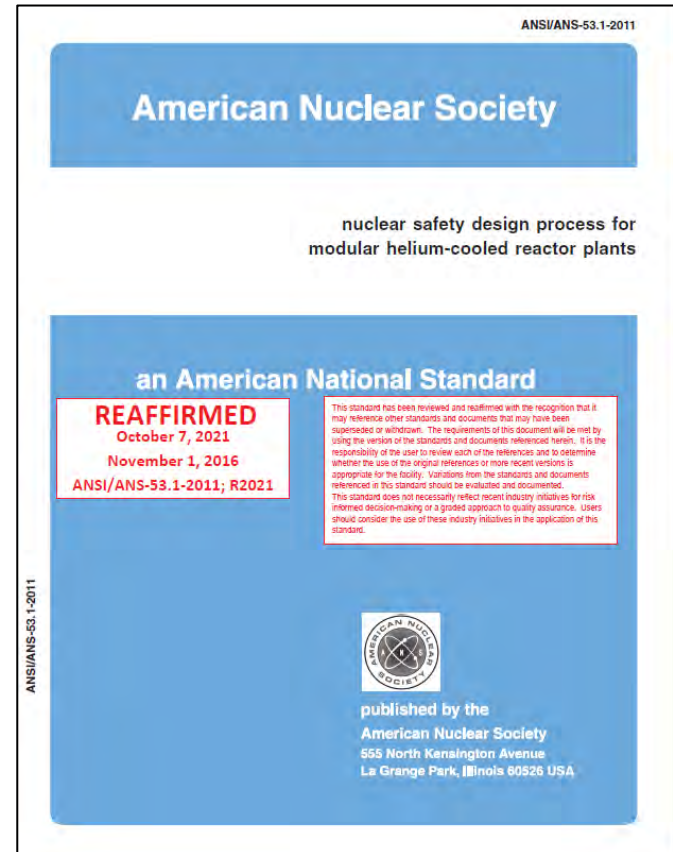 ANSI/ANS-53.1-2011
American Nuclear Society
nuclear safety design process for
modular helium-cooled reactor plants
an American National Standard
REAFFIRMED
October 7, 2021
November 1, 2016
ANSI/ANS-53.1-2011; R2021
This standard has been reviewed and reaffirmed with the recognition that it
may reference other standards and documents that may have been
superseded or withdrawn. The requirements of this document will be met by
using the version of the standards and documents referenced herein. It is the
responsibility of the user to review each of the references and to determine
whether the use of the original references or more recent versions is
appropriate for the facility. Variations from the standards and documents
referenced in this standard should be evaluated and documented.
This standard does not necessarily reflect recent industry initiatives for risk
informed decision-making or a graded approach to quality assurance. Users
should consider the use of these industry initiatives in the application of this
standard.
ANSI/ANS-53.1-2011
AMERICAN NUCLEAR
SOCIETY
A N S
published by the
American Nuclear Society
555 North Kensington Avenue
La Grange Park, Illinois 60526 USA